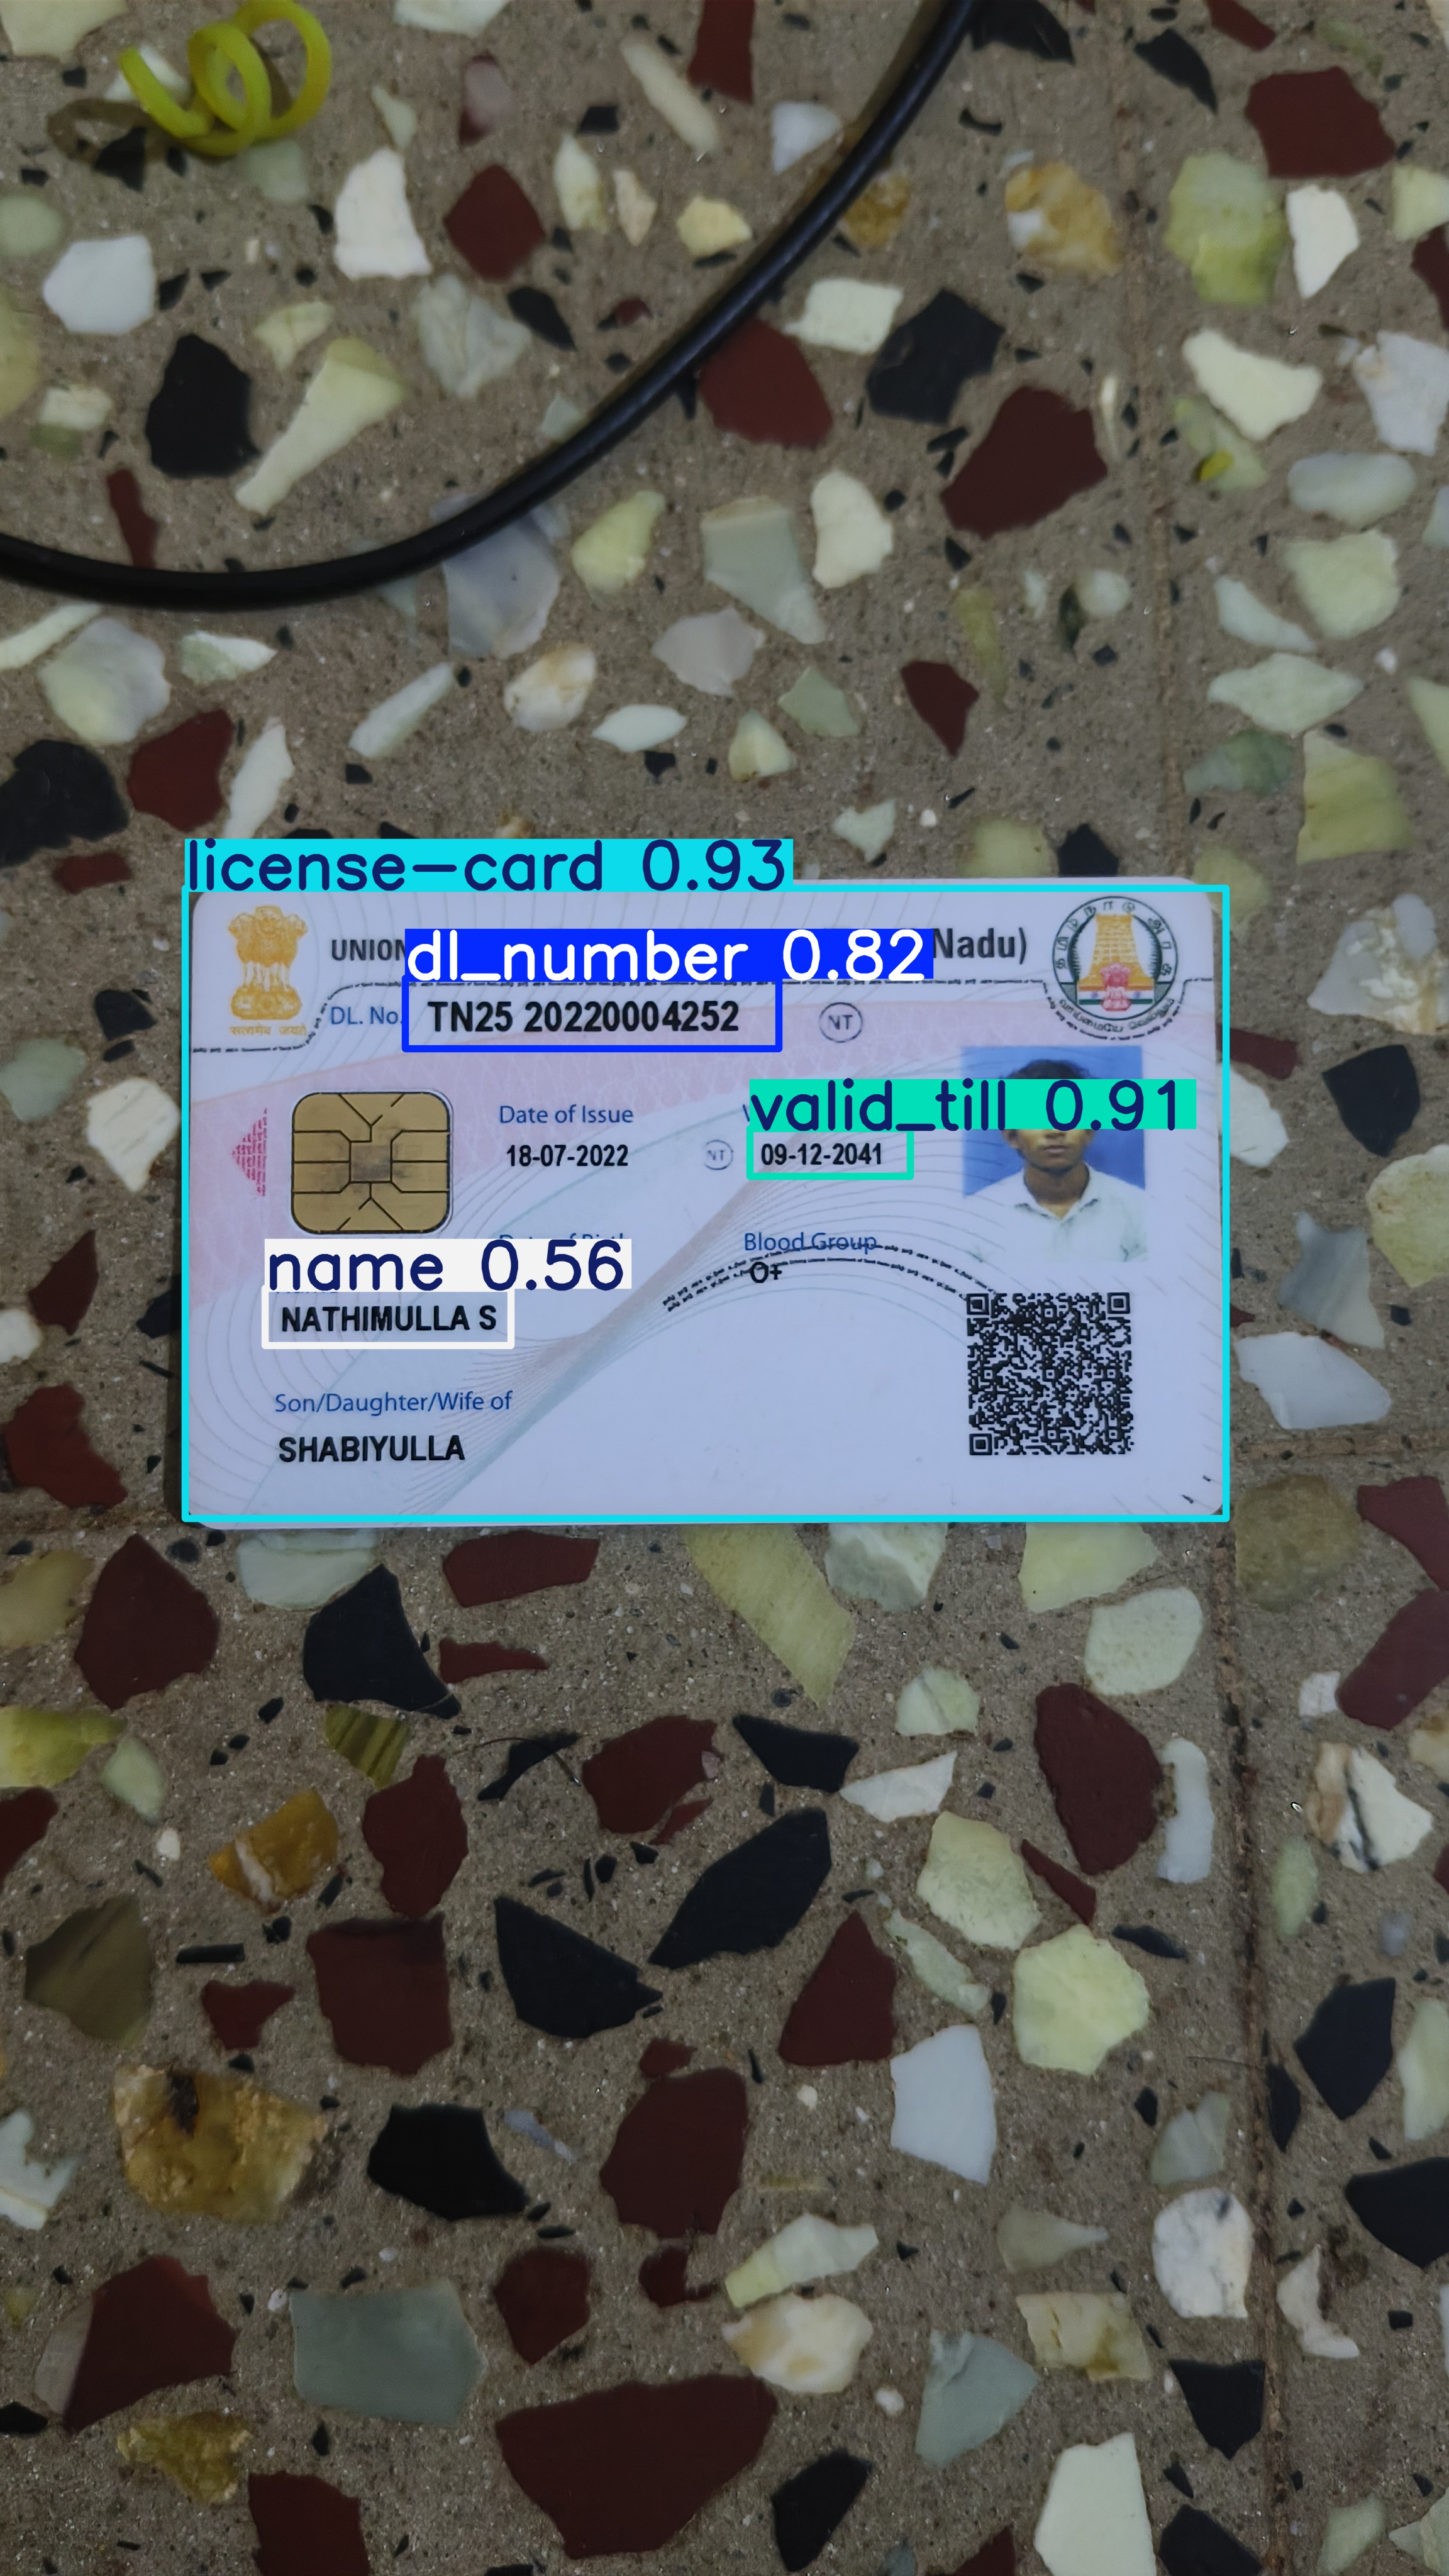 license-card 0.93
UNION
dl_number 0.82
Nadu)
தமிழ்நாடு அரசு
வாய்மையே வெல்லும்
सत्यमेव जयते
DL. No.
TN25 20220004252
NT
Date of Issue
valid_till 0.91
18-07-2022
NT
09-12-2041
Blood Group
O+
name 0.56
NATHIMULLA S
Son/Daughter/Wife of
SHABIYULLA